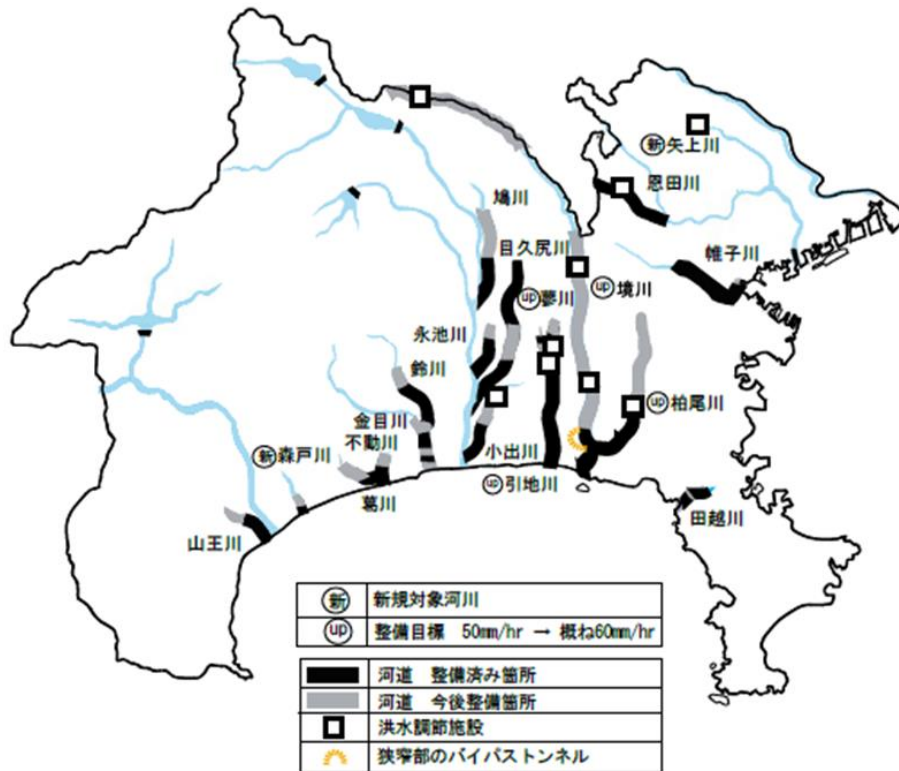 新 矢上川
恩田川
鳩川
帷子川
目久尻川
up 蓼川
up 境川
永池川
鈴川
up 柏尾川
金目川
不動川
小出川
新 森戸川
葛川
up 引地川
田越川
山王川
新 新規対象河川
up 整備目標 50mm/hr → 概ね60mm/hr
河道 整備済み箇所
河道 今後整備箇所
洪水調節施設
狭窄部のバイパストンネル